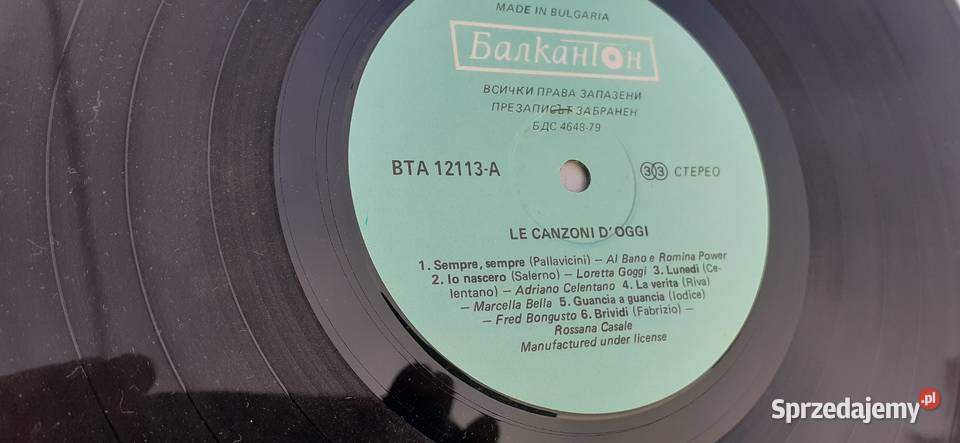 MADE IN BULGARIA
БалканТон
ВСИЧКИ ПРАВА ЗАПАЗЕНИ
ПРЕЗАПИСЪТ ЗАБРАНЕН
БДС 4648-79
ВТА 12113-А
33 СТЕРЕО
LE CANZONI D'OGGI
1. Sempre, sempre (Pallavicini) – Al Bano e Romina Power
2. Io nascero (Salerno) – Loretta Goggi 3. Lunedi (Ce-
lentano) – Adriano Celentano 4. La verita (Riva)
– Marcella Bella 5. Guancia a guancia (Iodice)
– Fred Bongusto 6. Brividi (Fabrizio) –
Rossana Casale
Manufactured under license
Sprzedajemy.pl